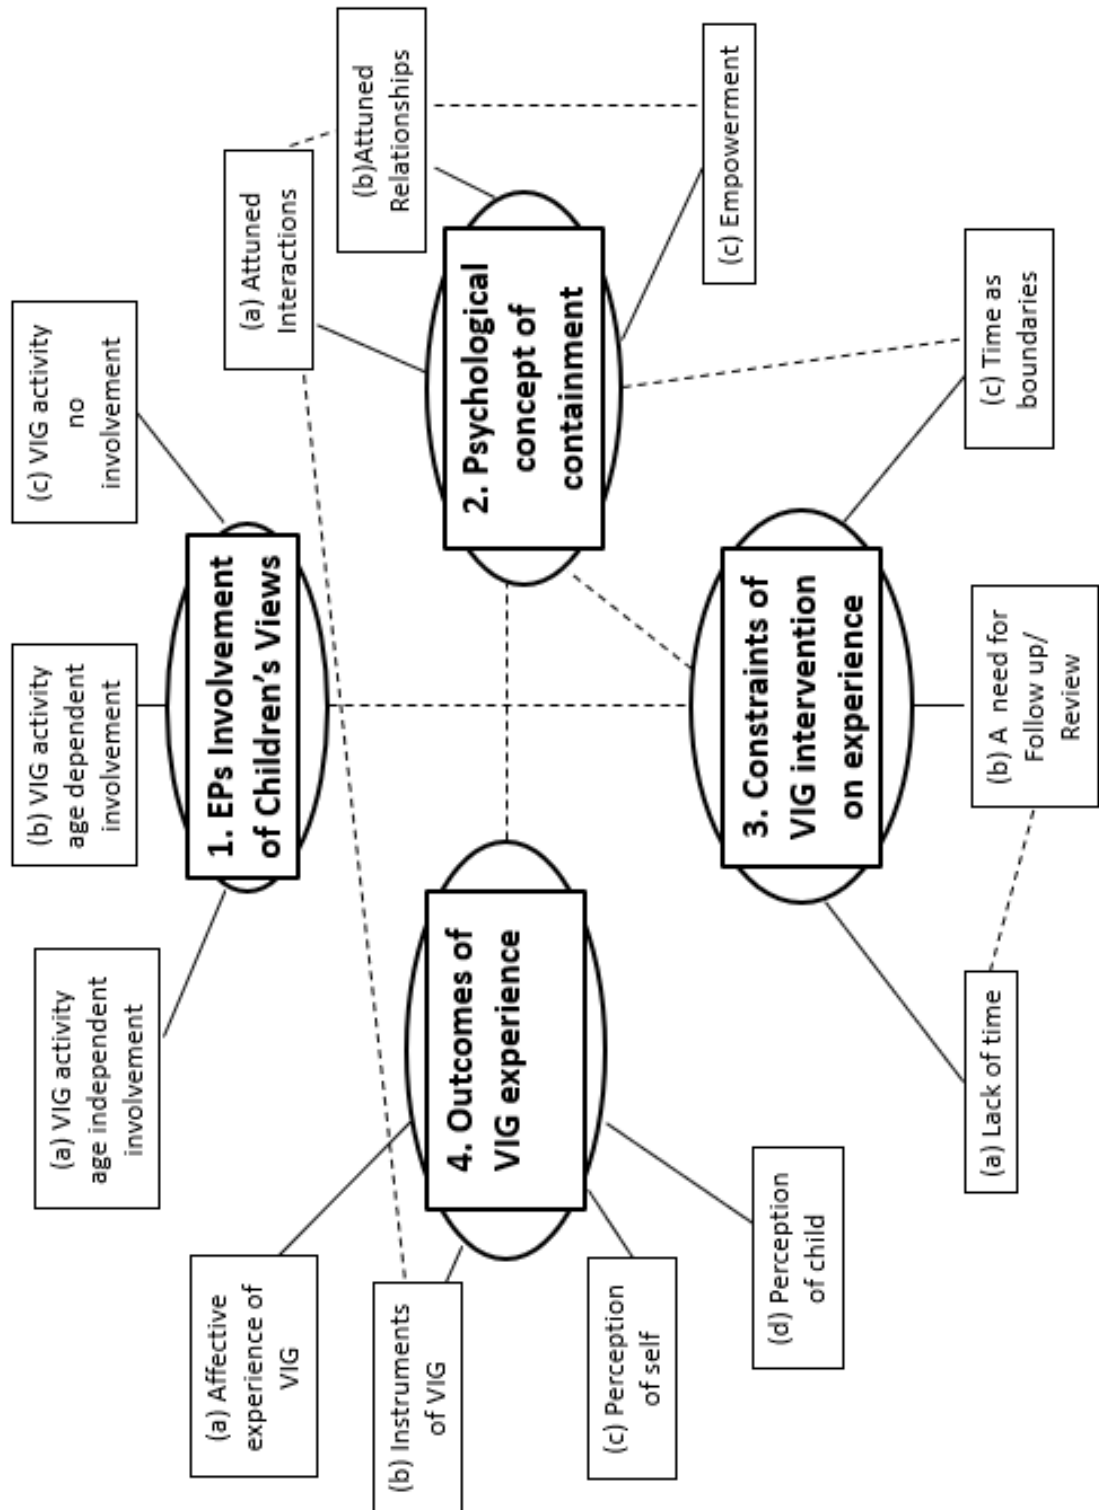 (a) VIG activity
age independent
involvement
(b) VIG activity
age dependent
involvement
(c) VIG activity
no
involvement
1. EPs Involvement
of Children's Views
(a) Attuned
Interactions
(b)Attuned
Relationships
(c) Empowerment
2. Psychological
concept of
containment
3. Constraints of
VIG intervention
on experience
(a) Lack of time
(b) A need for
Follow up/
Review
(c) Time as
boundaries
4. Outcomes of
VIG experience
(a) Affective
experience of
VIG
(b) Instruments
of VIG
(c) Perception
of self
(d) Perception
of child